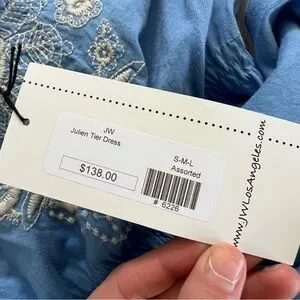 JW
Julien Tier Dress
S-M-L
Assorted
$138.00
# 6226
www.JWLosAngeles.com